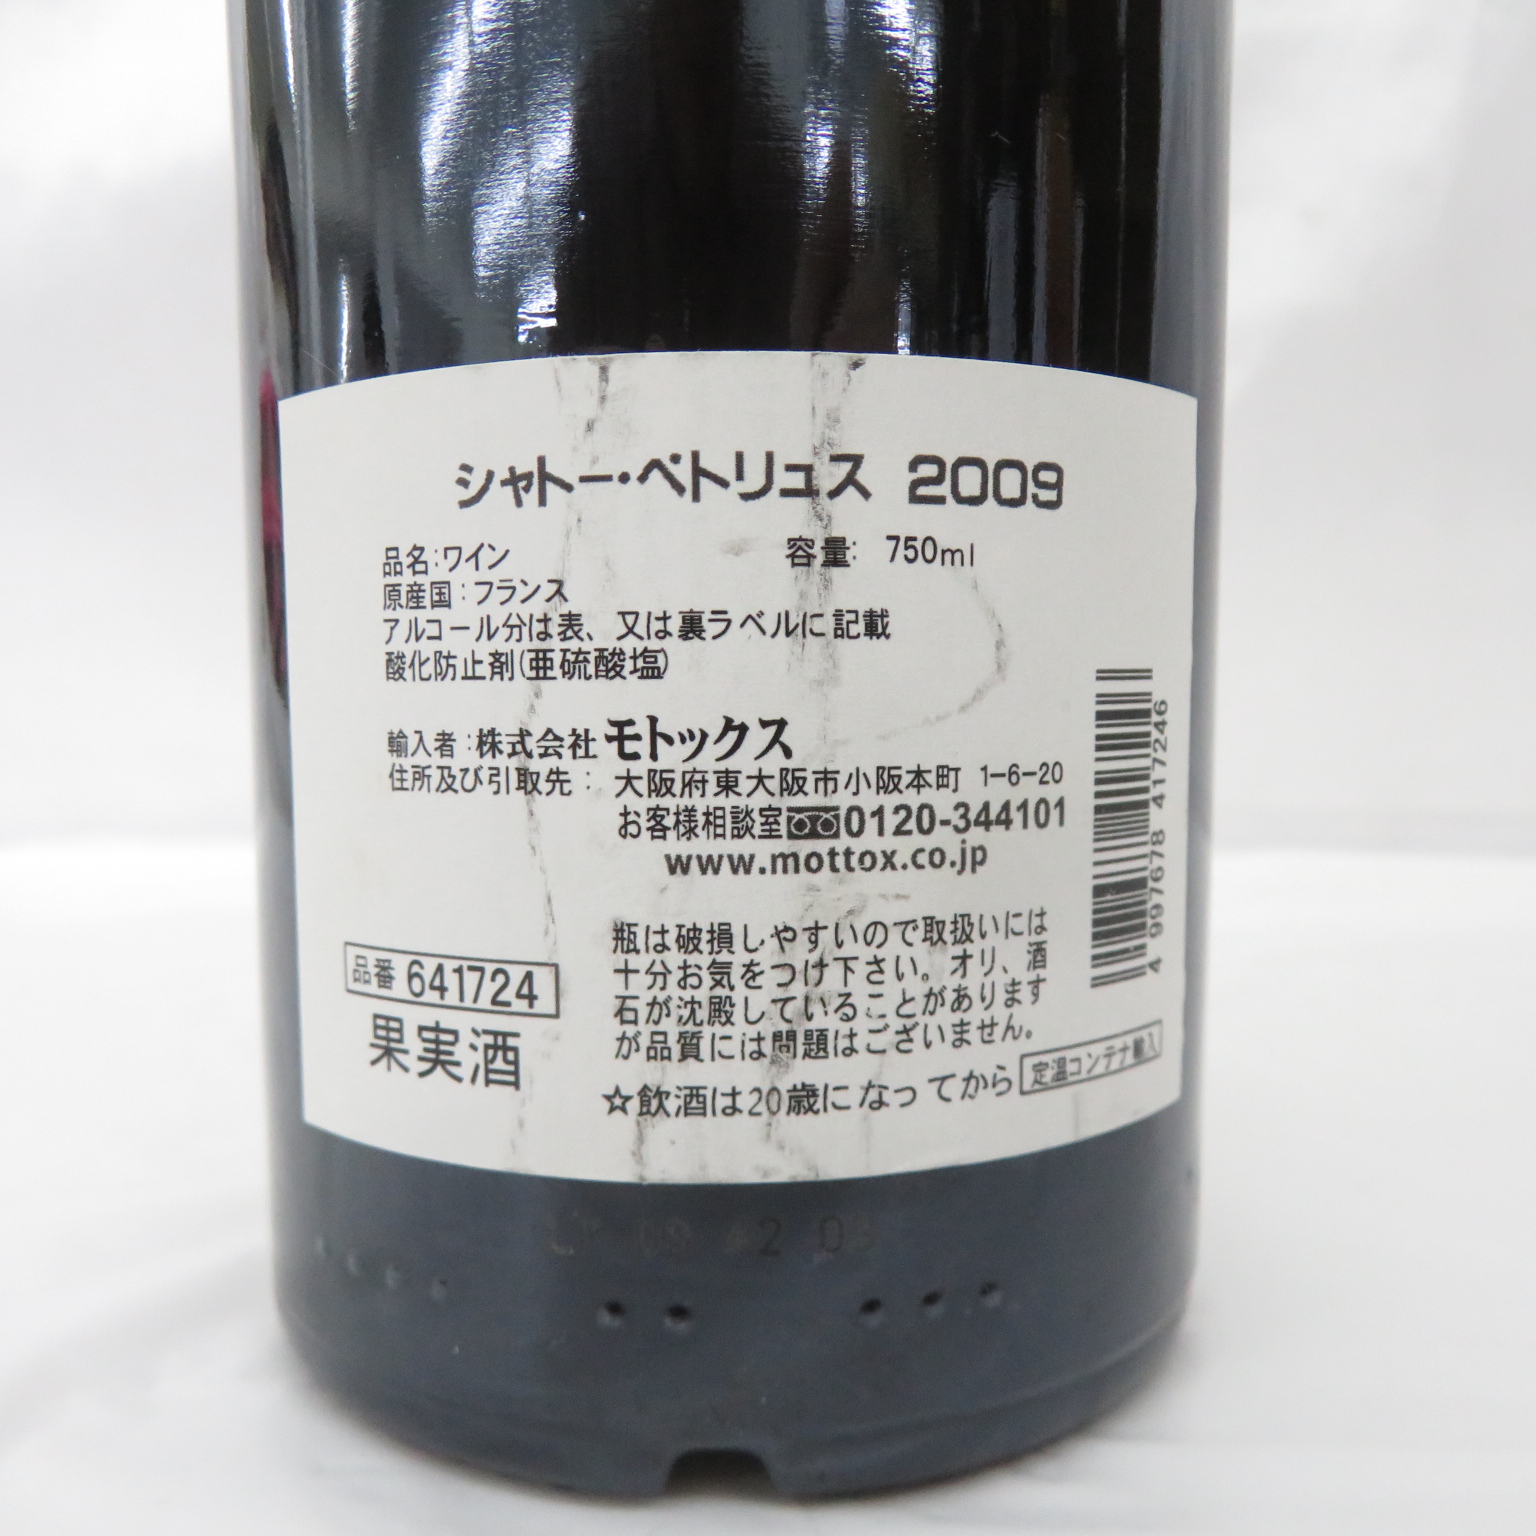 シャトー・ペトリュス 2009
品名:ワイン 容量: 750ml
原産国:フランス
アルコール分は表、又は裏ラベルに記載
酸化防止剤(亜硫酸塩)
輸入者:株式会社モトックス
住所及び引取先: 大阪府東大阪市小阪本町 1-6-20
お客様相談室 0120-344101
www.mottox.co.jp
瓶は破損しやすいので取扱いには
十分お気をつけ下さい。オリ、酒
石が沈殿していることがあります
が品質には問題はございません。
☆飲酒は20歳になってから
定温コンテナ輸入
品番 641724
果実酒
4 997678 417246